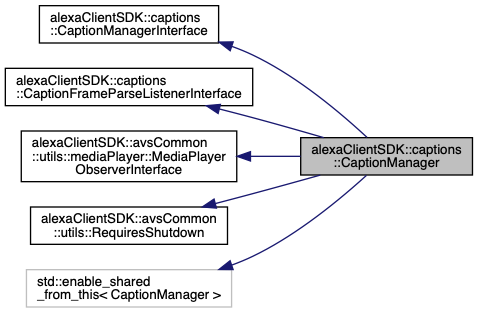 alexaClientSDK::captions
::CaptionManagerInterface
alexaClientSDK::captions
::CaptionFrameParseListenerInterface
alexaClientSDK::avsCommon
::utils::mediaPlayer::MediaPlayer
ObserverInterface
alexaClientSDK::avsCommon
::utils::RequiresShutdown
std::enable_shared
_from_this< CaptionManager >
alexaClientSDK::captions
::CaptionManager